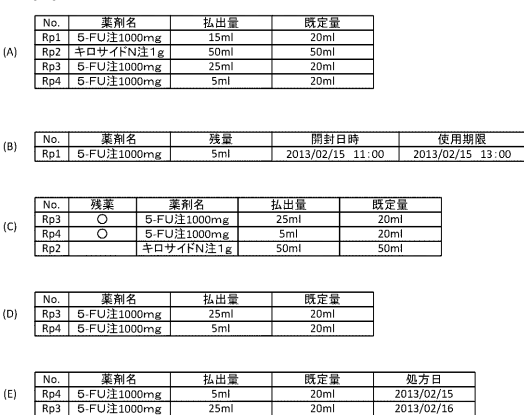 (A)
No. 薬剤名 払出量 既定量
Rp1 5-FU注1000mg 15ml 20ml
Rp2 キロサイドN注1g 50ml 50ml
Rp3 5-FU注1000mg 25ml 20ml
Rp4 5-FU注1000mg 5ml 20ml
(B)
No. 薬剤名 残量 開封日時 使用期限
Rp1 5-FU注1000mg 5ml 2013/02/15 11:00 2013/02/15 13:00
(C)
No. 残薬 薬剤名 払出量 既定量
Rp3 〇 5-FU注1000mg 25ml 20ml
Rp4 〇 5-FU注1000mg 5ml 20ml
Rp2 キロサイドN注1g 50ml 50ml
(D)
No. 薬剤名 払出量 既定量
Rp3 5-FU注1000mg 25ml 20ml
Rp4 5-FU注1000mg 5ml 20ml
(E)
No. 薬剤名 払出量 既定量 処方日
Rp4 5-FU注1000mg 5ml 20ml 2013/02/15
Rp3 5-FU注1000mg 25ml 20ml 2013/02/16